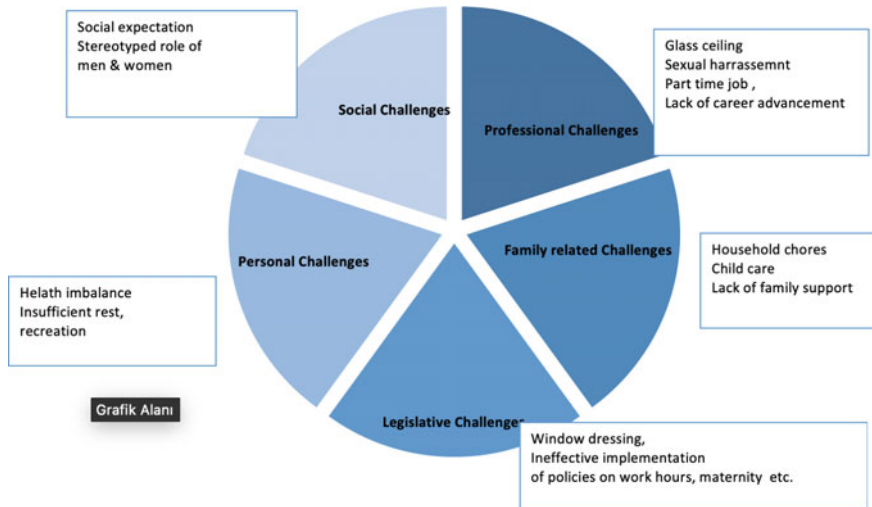 Social expectation
Stereotyped role of
men & women
Social Challenges
Glass ceiling
Sexual harrassemnt
Part time job ,
Lack of career advancement
Professional Challenges
Family related Challenges
Household chores
Child care
Lack of family support
Personal Challenges
Helath imbalance
Insufficient rest,
recreation
Grafik Alanı
Legislative Challenges
Window dressing,
Ineffective implementation
of policies on work hours, maternity etc.